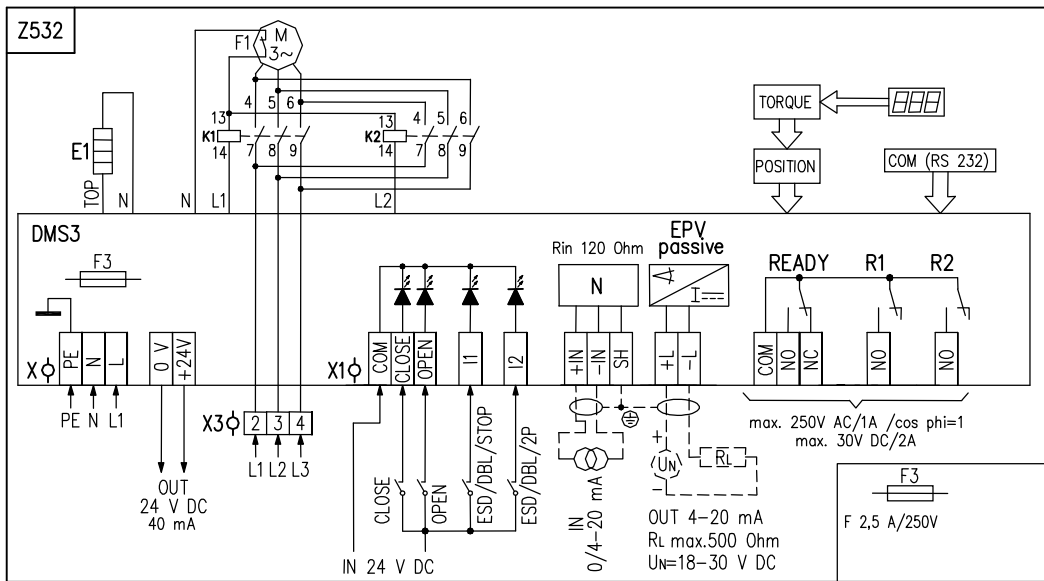 Z532
F1
M
3~
4 5 6
13
K1
14
7 8 9
13
K2
14
4 5 6
7 8 9
E1
TOP
N
N
L1
L2
TORQUE
POSITION
COM (RS 232)
DMS3
F3
Rin 120 Ohm
N
EPV
passive
I
READY
R1
R2
X
PE
N
L
0 V
+24V
X1
COM
CLOSE
OPEN
I1
I2
+IN
-IN
SH
+L
-L
COM
NO
NC
NO
NO
PE N L1
OUT
24 V DC
40 mA
X3
2 3 4
L1 L2 L3
CLOSE
OPEN
ESD/DBL/STOP
ESD/DBL/2P
IN 24 V DC
IN
0/4-20 mA
+
UN
-
RL
OUT 4-20 mA
RL max.500 Ohm
UN=18-30 V DC
max. 250V AC/1A /cos phi=1
max. 30V DC/2A
F3
F 2,5 A/250V